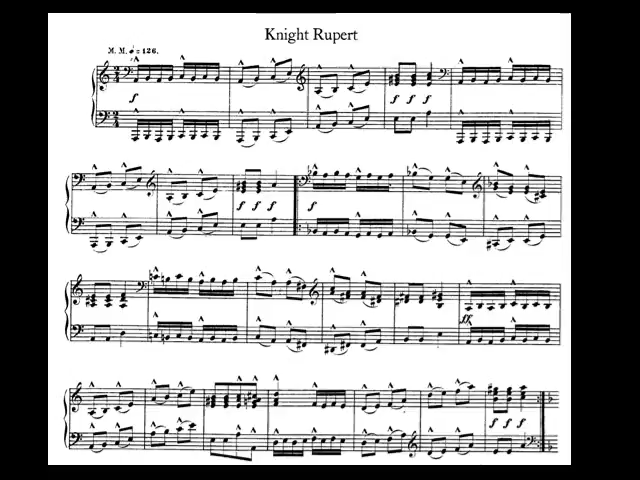 Knight Rupert
M. M. ♩ = 126.
f
f f f
f f f
f
f f